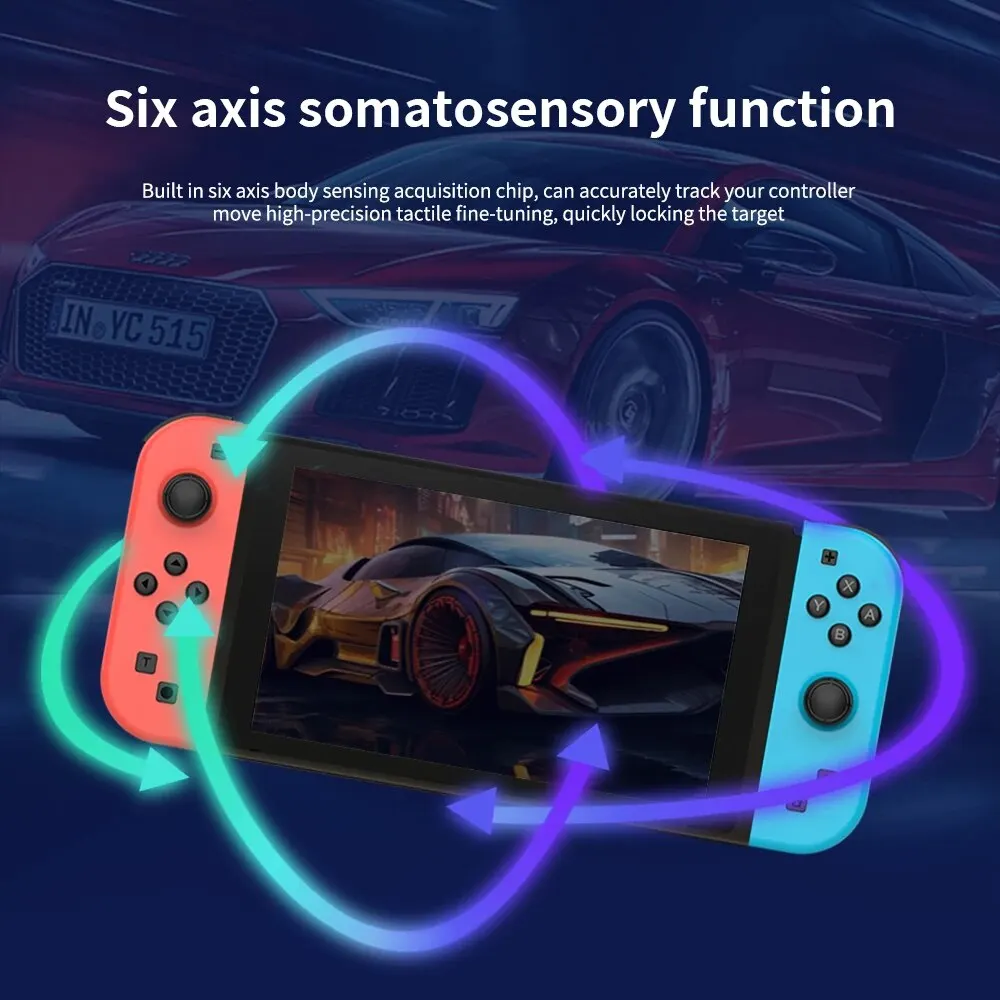 Six axis somatosensory function
Built in six axis body sensing acquisition chip, can accurately track your controller
move high-precision tactile fine-tuning, quickly locking the target
IN YC 515
X
Y
A
B
T